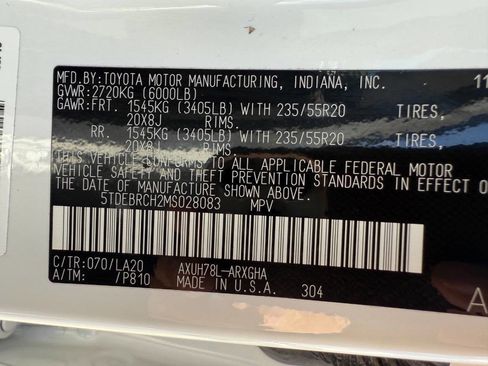 MFD.BY:TOYOTA MOTOR MANUFACTURING, INDIANA, INC. 11
GVWR:2720KG (6000LB)
GAWR:FRT. 1545KG (3405LB) WITH 235/55R20 TIRES,
20X8J RIMS.
RR. 1545KG (3405LB) WITH 235/55R20 TIRES,
20X8J RIMS.
THIS VEHICLE CONFORMS TO ALL APPLICABLE FEDERAL MOTOR
VEHICLE SAFETY AND THEFT PREVENTION STANDARDS IN EFFECT O
THE DATE OF MANUFACTURE SHOWN ABOVE.
5TDEBRCH2MS028083 MPV
C/TR:070/LA20 AXUH78L-ARXGHA
A/TM: /P810 MADE IN U.S.A. 304
A